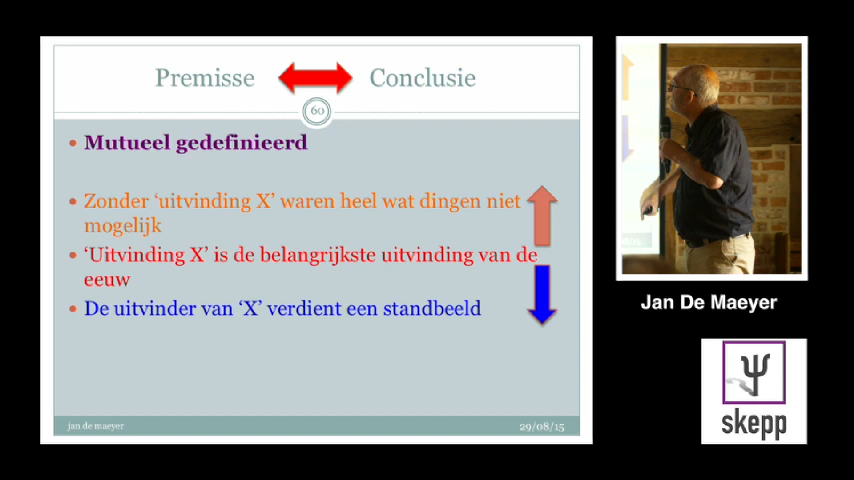 Premisse Conclusie
60
Mutueel gedefinieerd
Zonder ‘uitvinding X’ waren heel wat dingen niet
mogelijk
‘Uitvinding X’ is de belangrijkste uitvinding van de
eeuw
De uitvinder van ‘X’ verdient een standbeeld
jan de maeyer 29/08/15
Jan De Maeyer
skepp